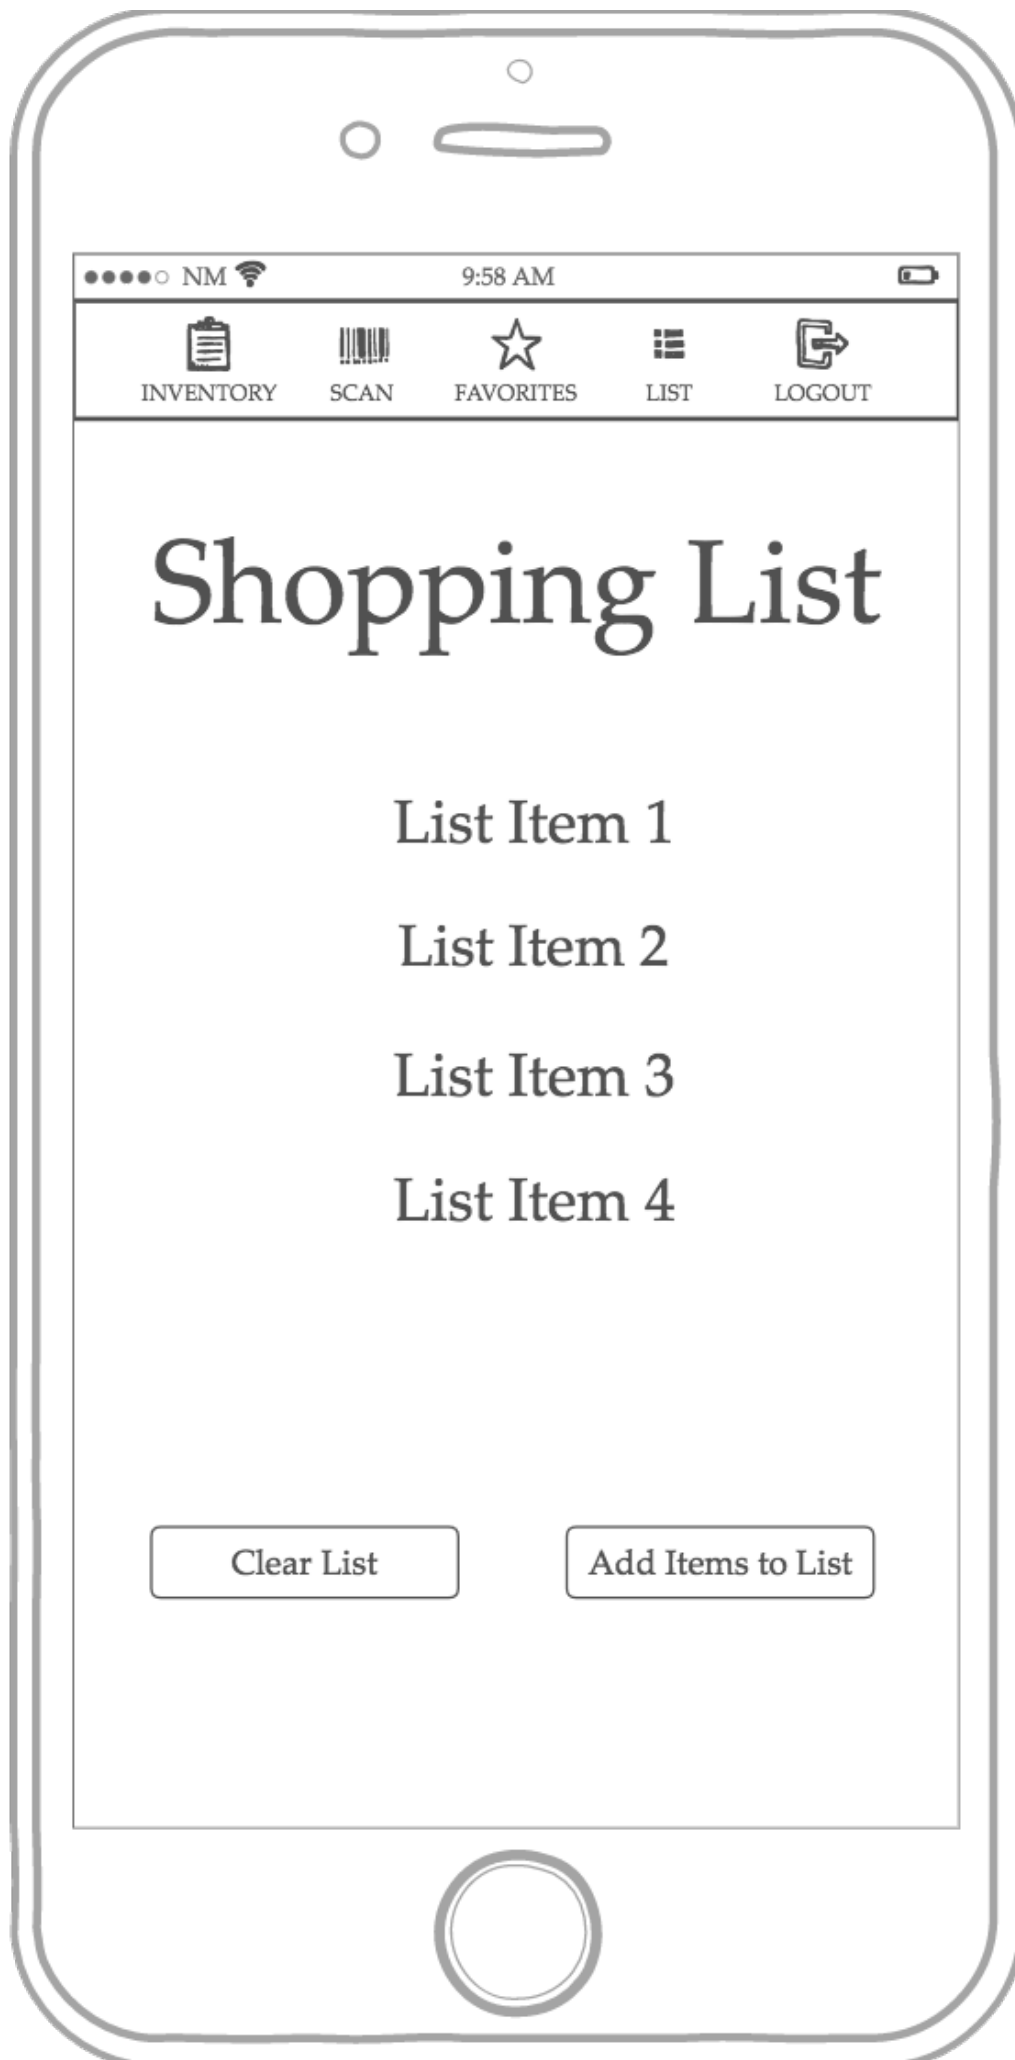 NM 9:58 AM
INVENTORY SCAN FAVORITES LIST LOGOUT
Shopping List
List Item 1
List Item 2
List Item 3
List Item 4
Clear List Add Items to List